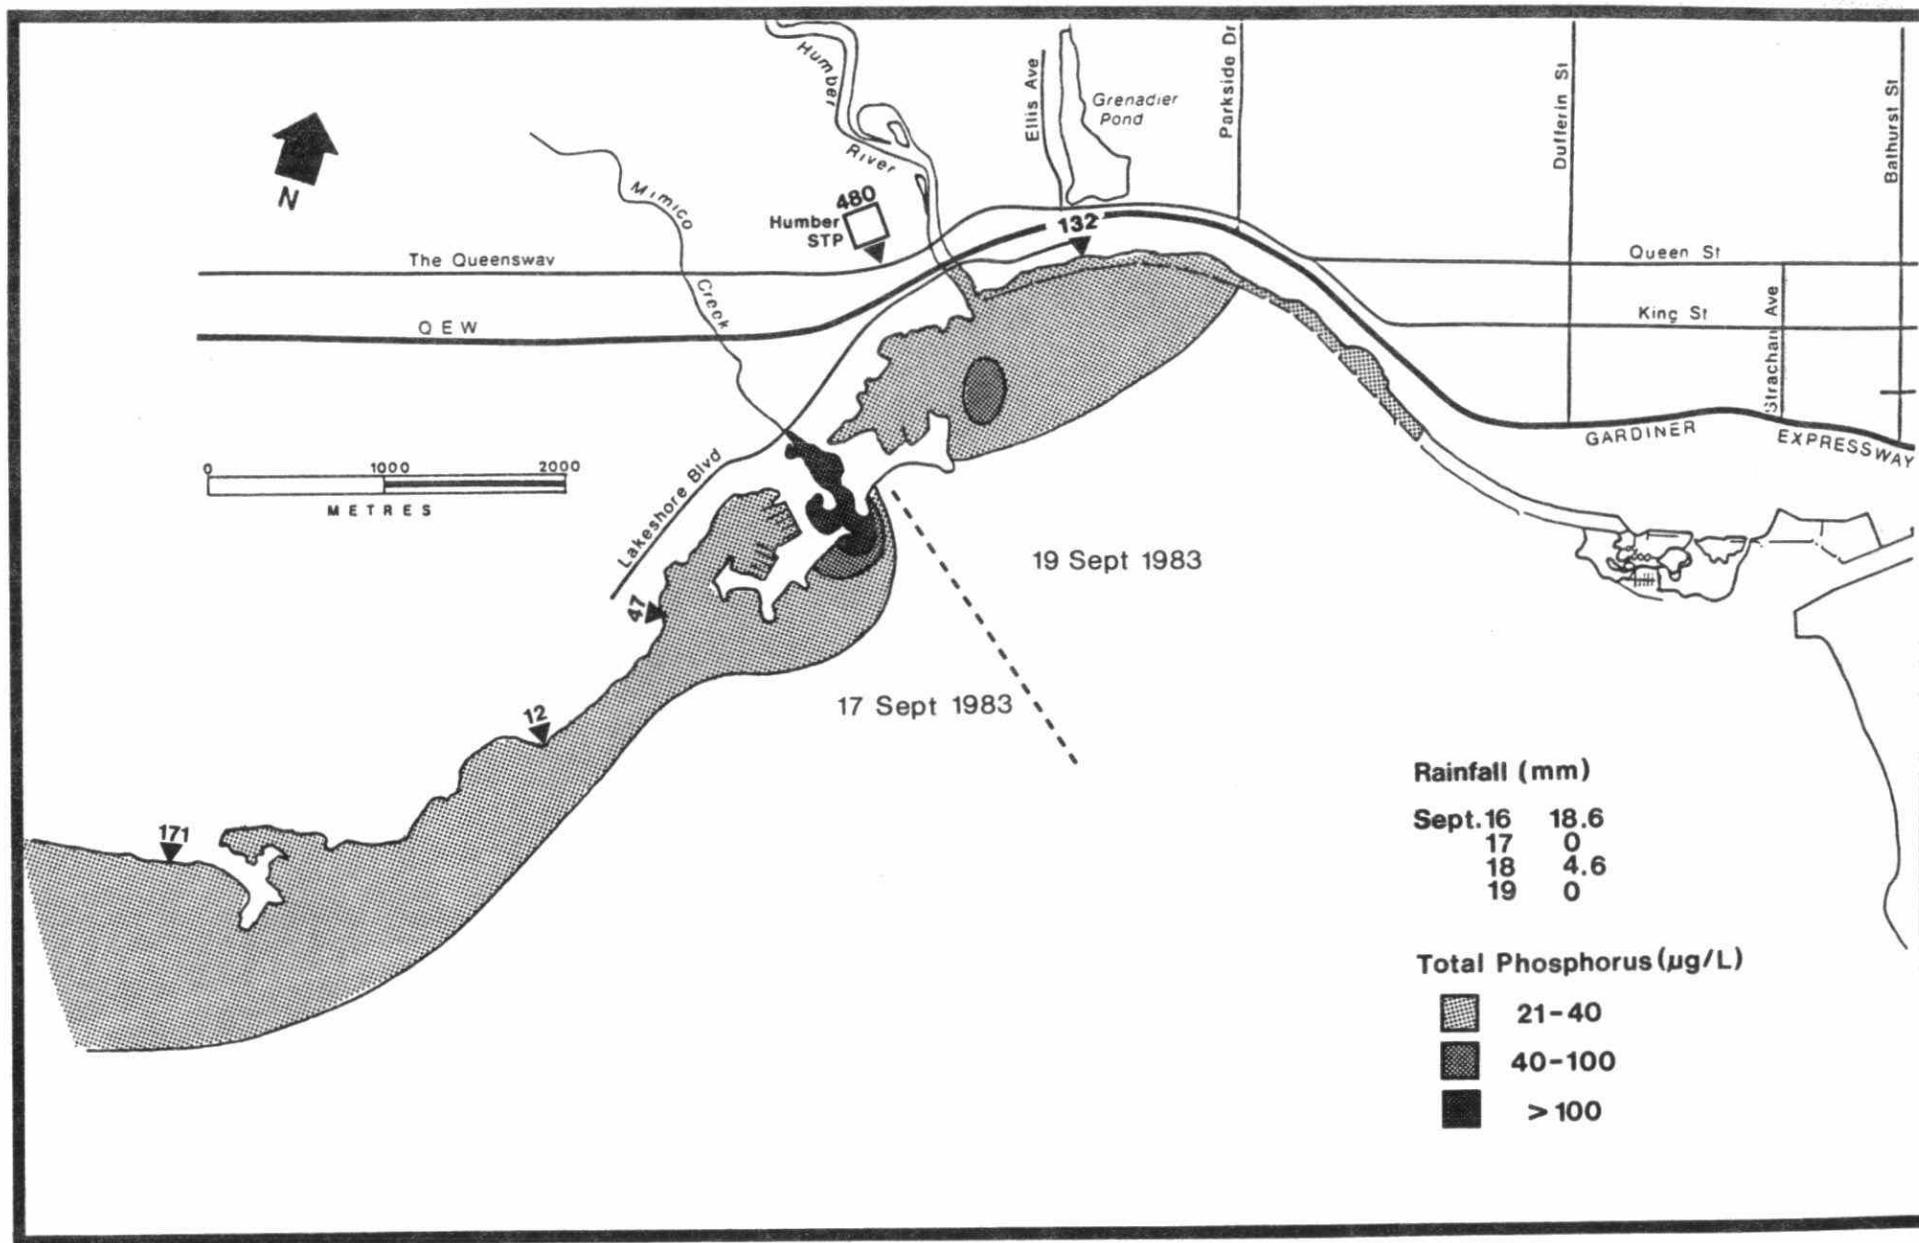 Humber
River
Ellis Ave
Grenadier
Pond
Parkside Dr
Dufferin St
Bathurst St
N
Mimico
Creek
480
Humber
STP
132
The Queensway
Queen St
QEW
King St
Strachan Ave
GARDINER EXPRESSWAY
0 1000 2000
METRES
Lakeshore Blvd
47
19 Sept 1983
17 Sept 1983
12
171
Rainfall (mm)
Sept. 16 18.6
17 0
18 4.6
19 0
Total Phosphorus (µg/L)
21-40
40-100
>100